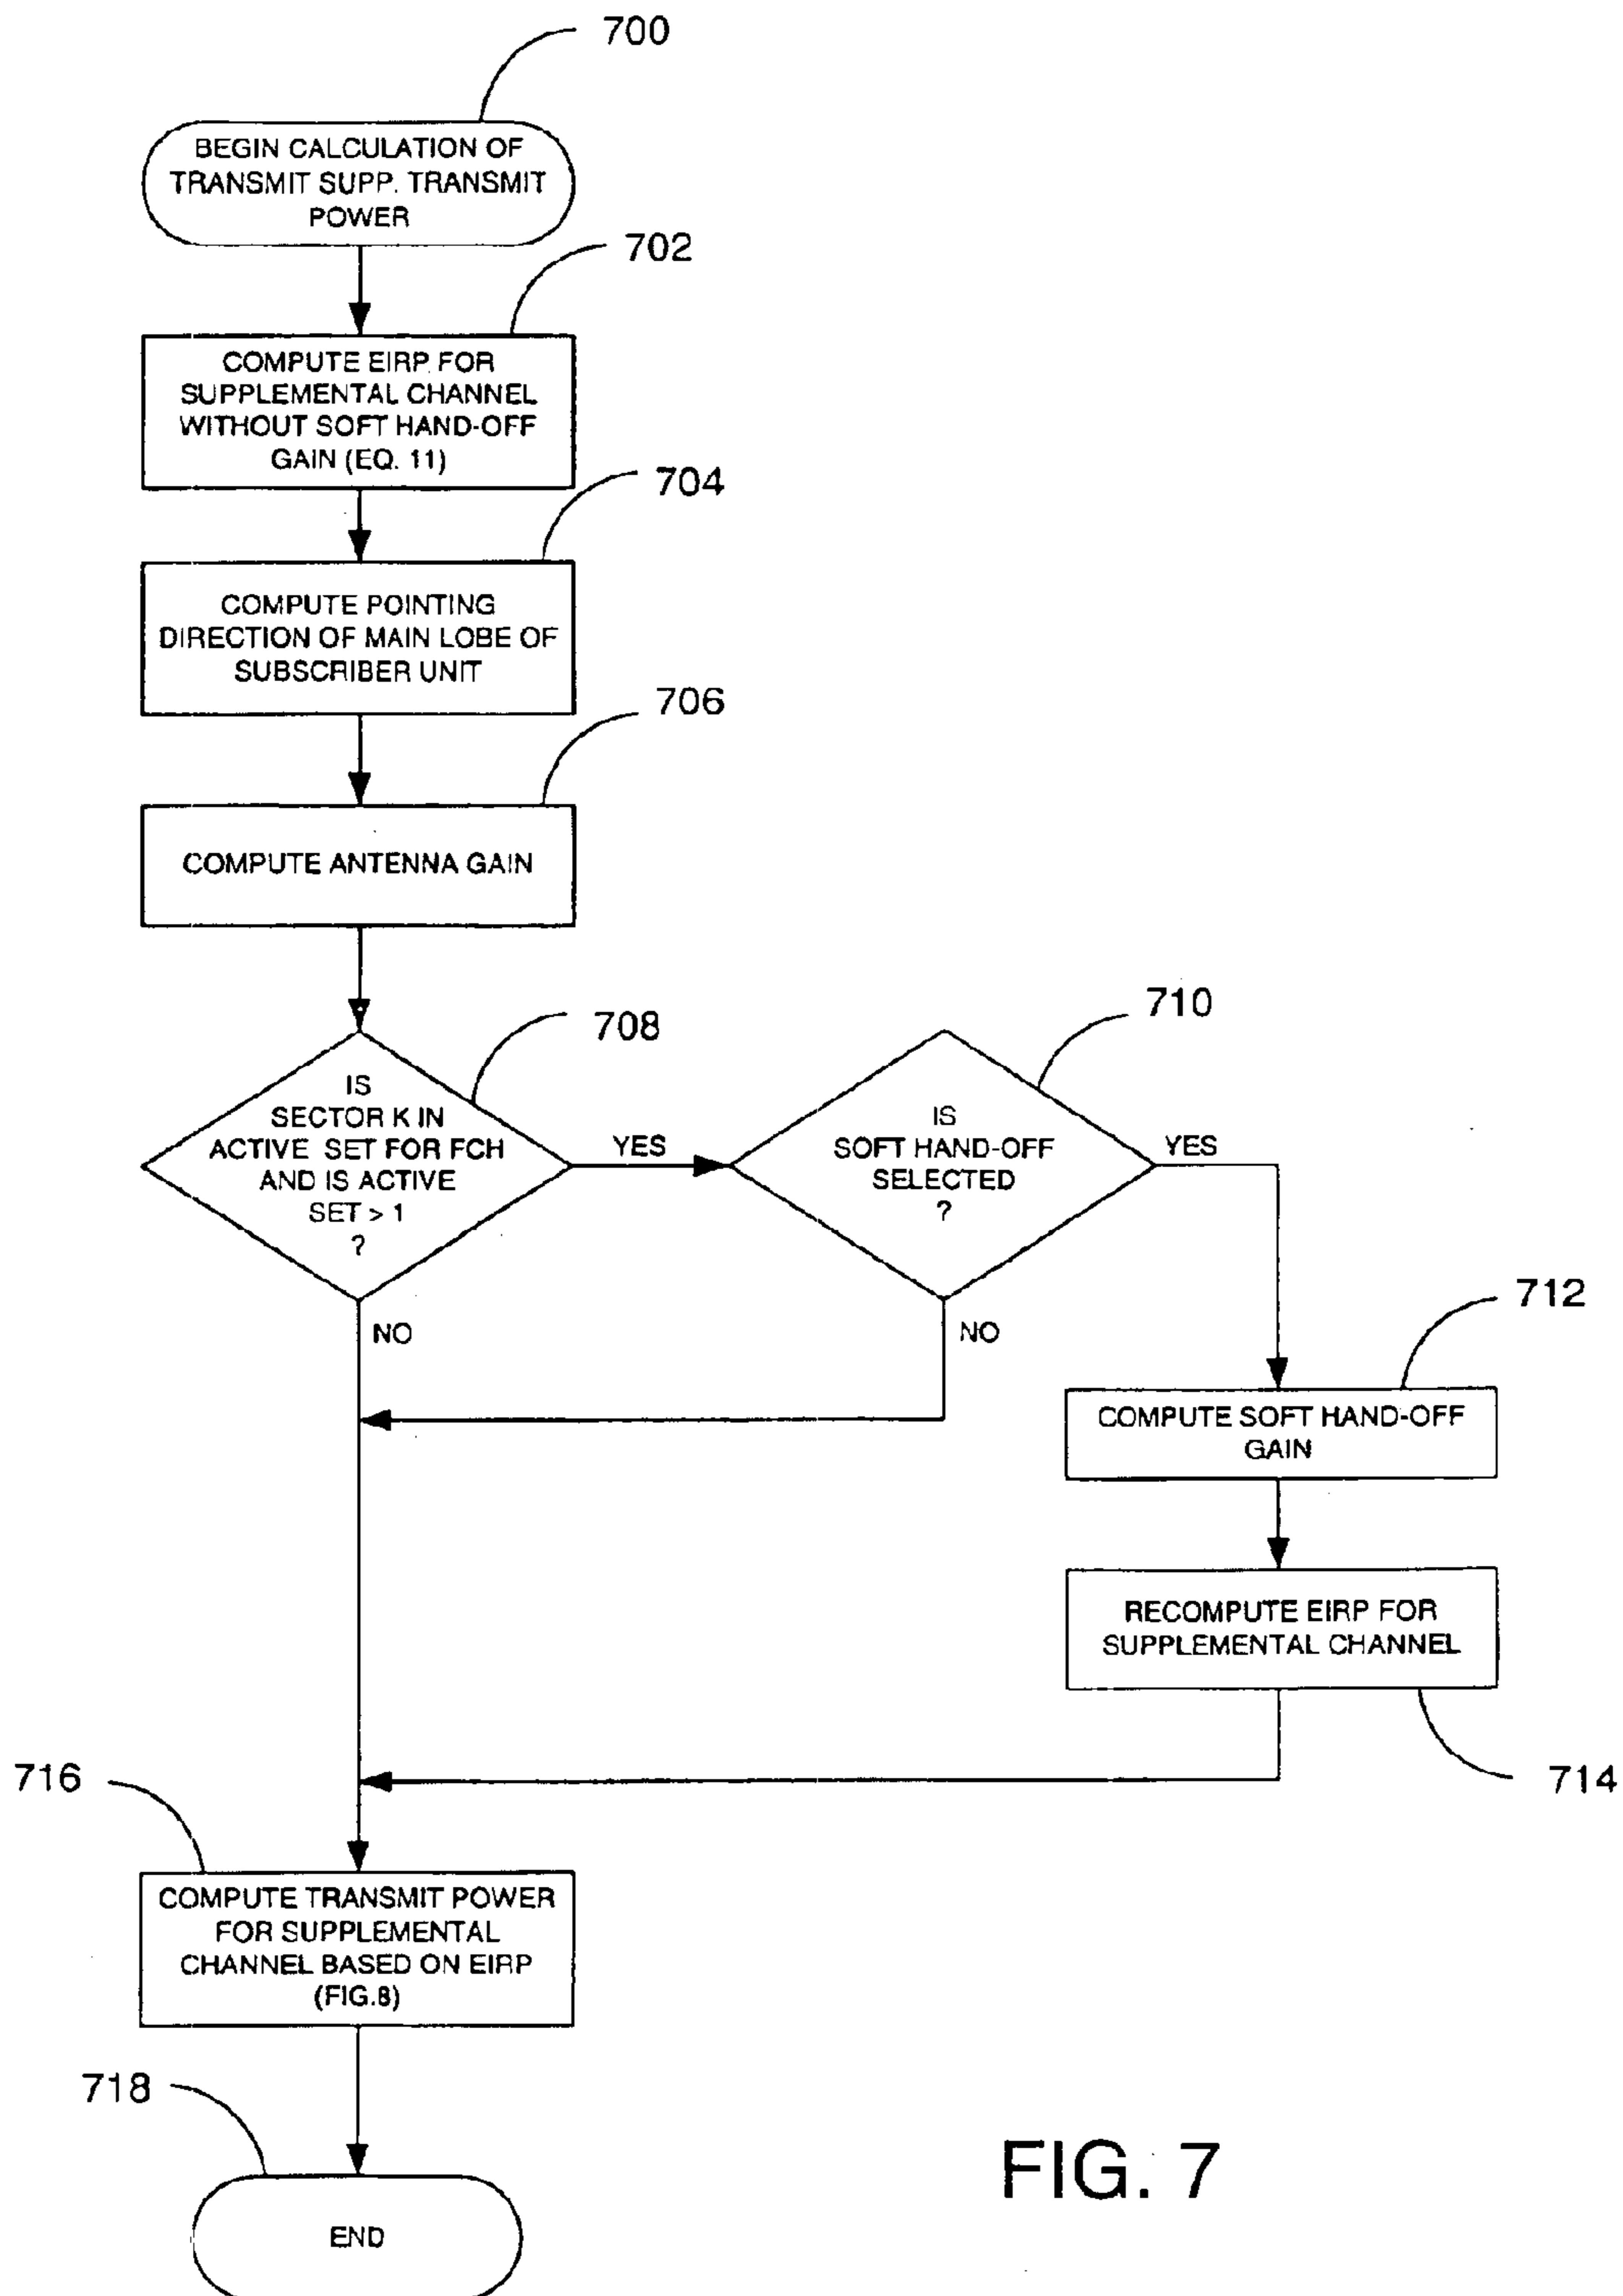 700
BEGIN CALCULATION OF
TRANSMIT SUPP. TRANSMIT
POWER
702
COMPUTE EIRP FOR
SUPPLEMENTAL CHANNEL
WITHOUT SOFT HAND-OFF
GAIN (EQ. 11)
704
COMPUTE POINTING
DIRECTION OF MAIN LOBE OF
SUBSCRIBER UNIT
706
COMPUTE ANTENNA GAIN
708
IS
SECTOR K IN
ACTIVE SET FOR FCH
AND IS ACTIVE
SET > 1
?
YES
NO
710
IS
SOFT HAND-OFF
SELECTED
?
YES
NO
712
COMPUTE SOFT HAND-OFF
GAIN
RECOMPUTE EIRP FOR
SUPPLEMENTAL CHANNEL
714
716
COMPUTE TRANSMIT POWER
FOR SUPPLEMENTAL
CHANNEL BASED ON EIRP
(FIG.8)
718
END
FIG. 7